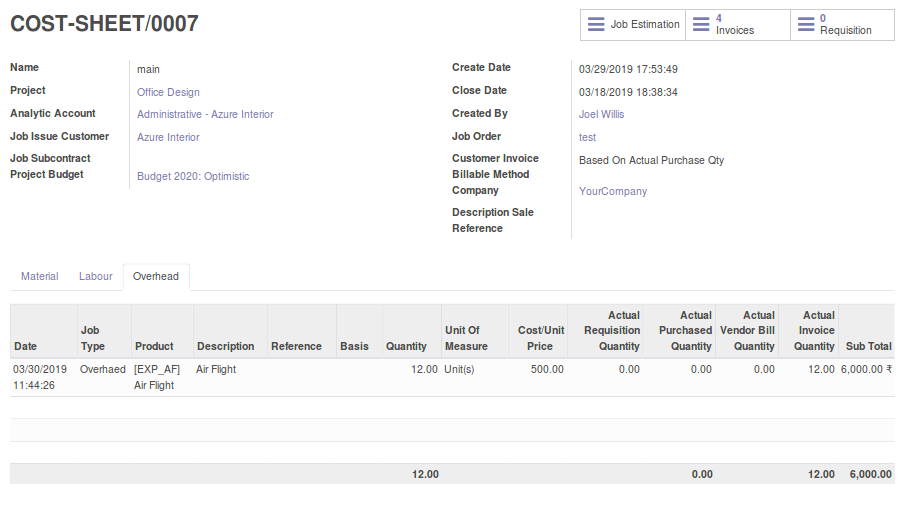 COST-SHEET/0007
Job Estimation
4
Invoices
0
Requisition
Name main
Project Office Design
Analytic Account Administrative - Azure Interior
Job Issue Customer Azure Interior
Job Subcontract
Project Budget Budget 2020: Optimistic
Create Date 03/29/2019 17:53:49
Close Date 03/18/2019 18:38:34
Created By Joel Willis
Job Order test
Customer Invoice Based On Actual Purchase Qty
Billable Method
Company YourCompany
Description Sale
Reference
Material Labour Overhead
Actual Actual Actual Actual
Job Unit Of Cost/Unit Requisition Purchased Vendor Bill Invoice
Date Type Product Description Reference Basis Quantity Measure Price Quantity Quantity Quantity Quantity Sub Total
03/30/2019 Overhaed [EXP_AF] Air Flight 12.00 Unit(s) 500.00 0.00 0.00 0.00 12.00 6,000.00 ₹
11:44:26 Air Flight
12.00 0.00 12.00 6,000.00